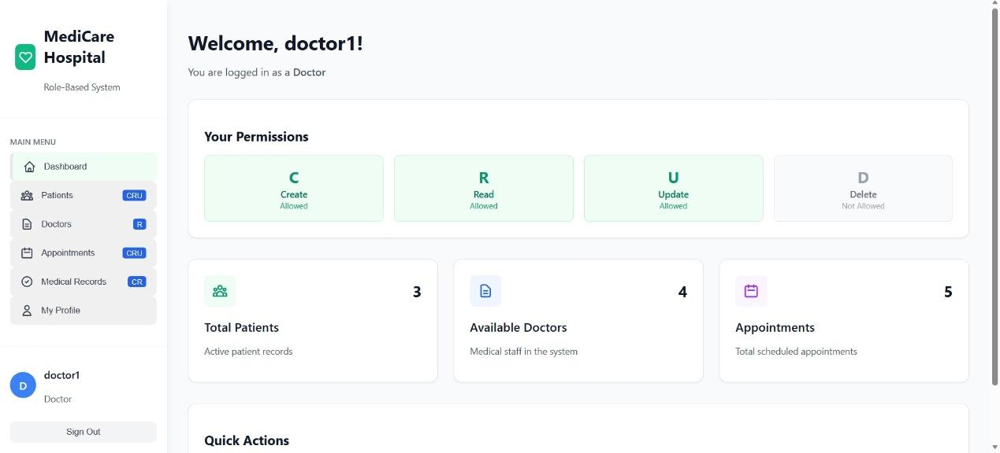 MediCare
Hospital
Role-Based System
MAIN MENU
Dashboard
Patients CRU
Doctors R
Appointments CRU
Medical Records CR
My Profile
D
doctor1
Doctor
Sign Out
Welcome, doctor1!
You are logged in as a Doctor
Your Permissions
C
Create
Allowed
R
Read
Allowed
U
Update
Allowed
D
Delete
Not Allowed
3
Total Patients
Active patient records
4
Available Doctors
Medical staff in the system
5
Appointments
Total scheduled appointments
Quick Actions